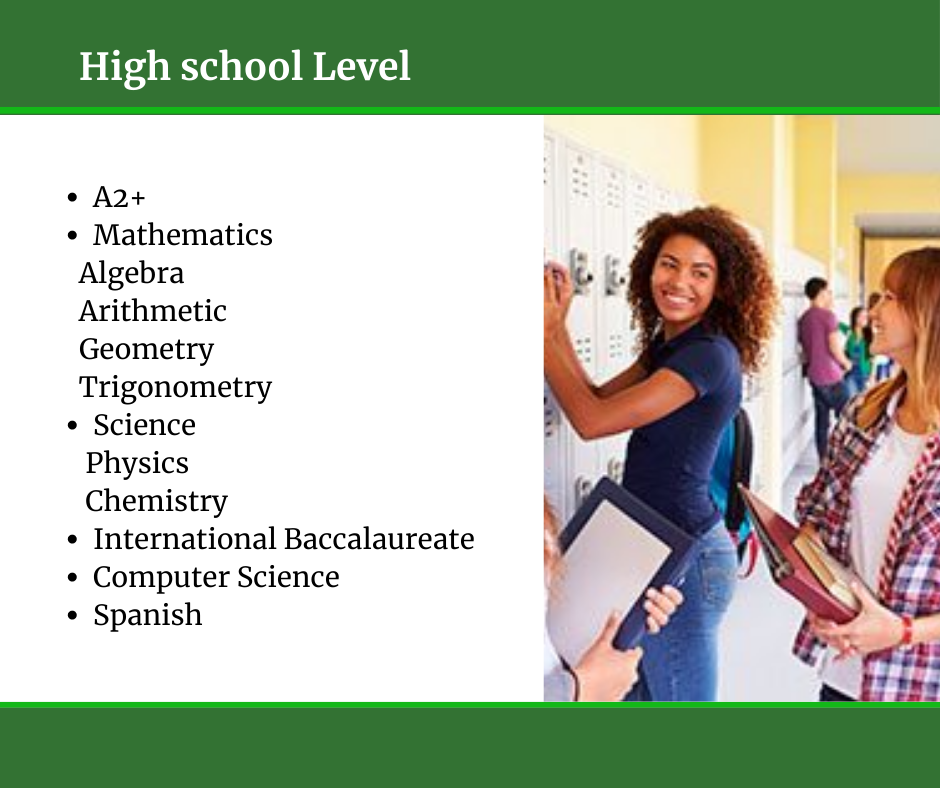 High school Level
• A2+
• Mathematics
Algebra
Arithmetic
Geometry
Trigonometry
• Science
Physics
Chemistry
• International Baccalaureate
• Computer Science
• Spanish